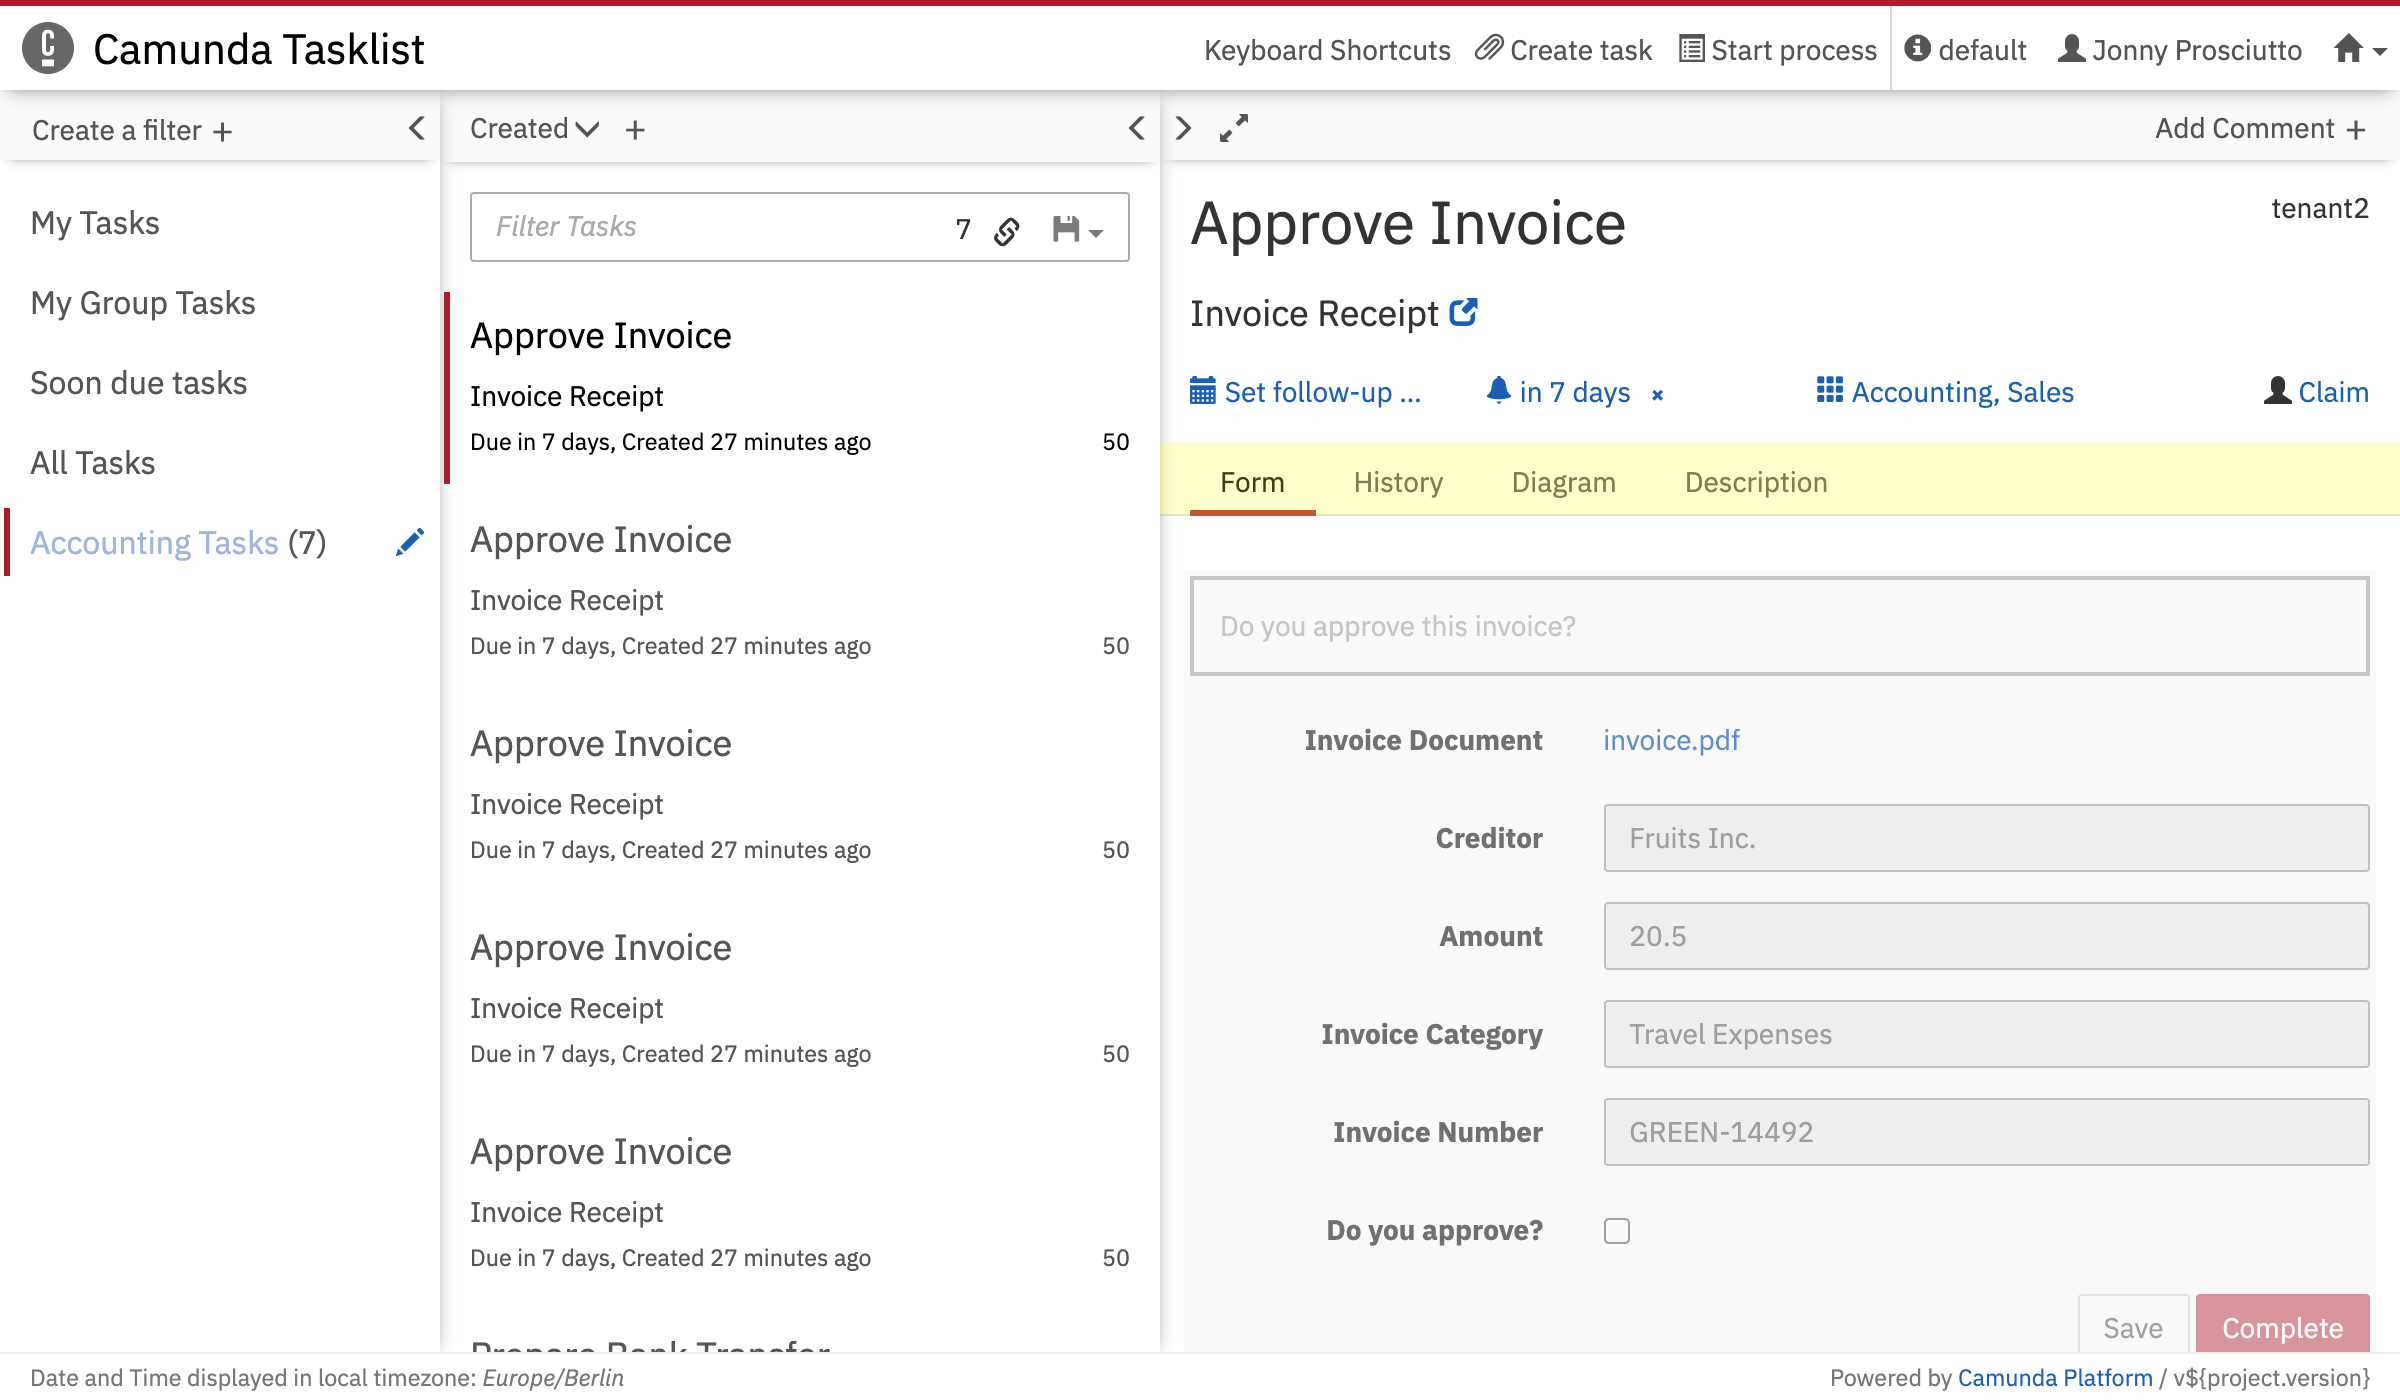 Camunda Tasklist
Keyboard Shortcuts Create task Start process default Jonny Prosciutto
Create a filter +
My Tasks
My Group Tasks
Soon due tasks
All Tasks
Accounting Tasks (7)
Created +
Filter Tasks 7
Approve Invoice
Invoice Receipt
Due in 7 days, Created 27 minutes ago 50
Approve Invoice
Invoice Receipt
Due in 7 days, Created 27 minutes ago 50
Approve Invoice
Invoice Receipt
Due in 7 days, Created 27 minutes ago 50
Approve Invoice
Invoice Receipt
Due in 7 days, Created 27 minutes ago 50
Approve Invoice
Invoice Receipt
Due in 7 days, Created 27 minutes ago 50
Prepare Bank Transfer
Add Comment +
Approve Invoice
tenant2
Invoice Receipt
Set follow-up ... in 7 days × Accounting, Sales Claim
Form History Diagram Description
Do you approve this invoice?
Invoice Document invoice.pdf
Creditor Fruits Inc.
Amount 20.5
Invoice Category Travel Expenses
Invoice Number GREEN-14492
Do you approve?
Save Complete
Date and Time displayed in local timezone: Europe/Berlin
Powered by Camunda Platform / v${project.version}